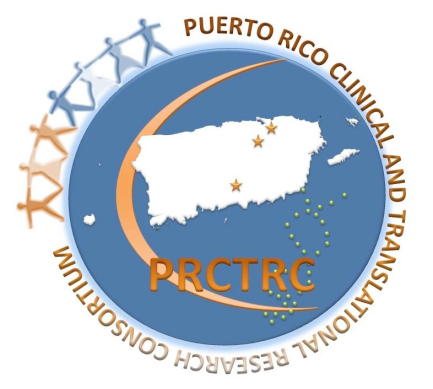 PUERTO RICO CLINICAL AND TRANSLATIONAL RESEARCH CONSORTIUM
PRCTRC